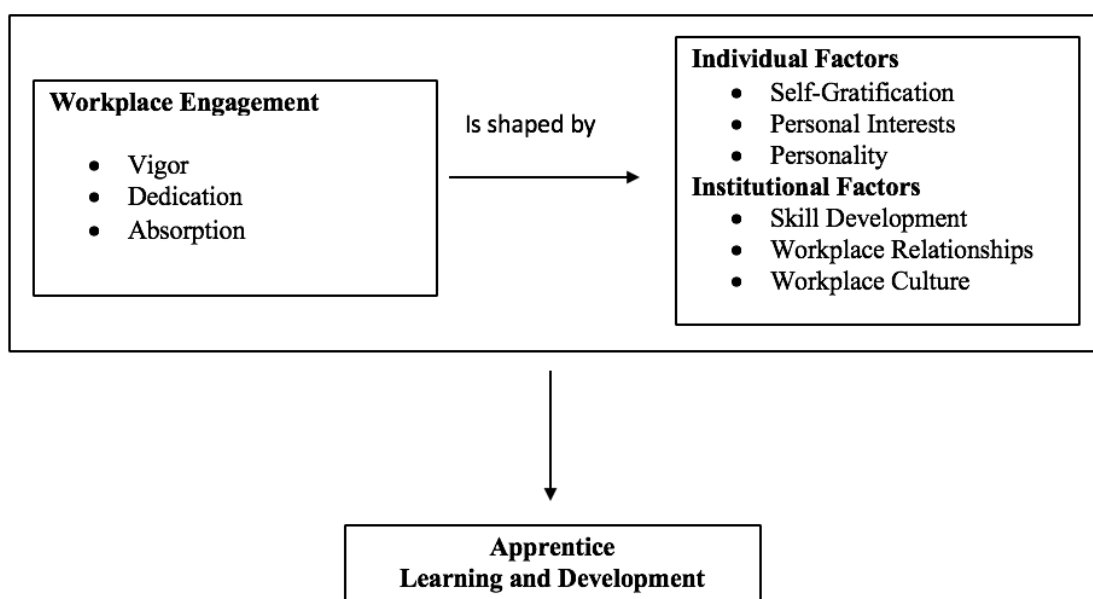 Workplace Engagement
• Vigor
• Dedication
• Absorption
Is shaped by
Individual Factors
• Self-Gratification
• Personal Interests
• Personality
Institutional Factors
• Skill Development
• Workplace Relationships
• Workplace Culture
Apprentice
Learning and Development